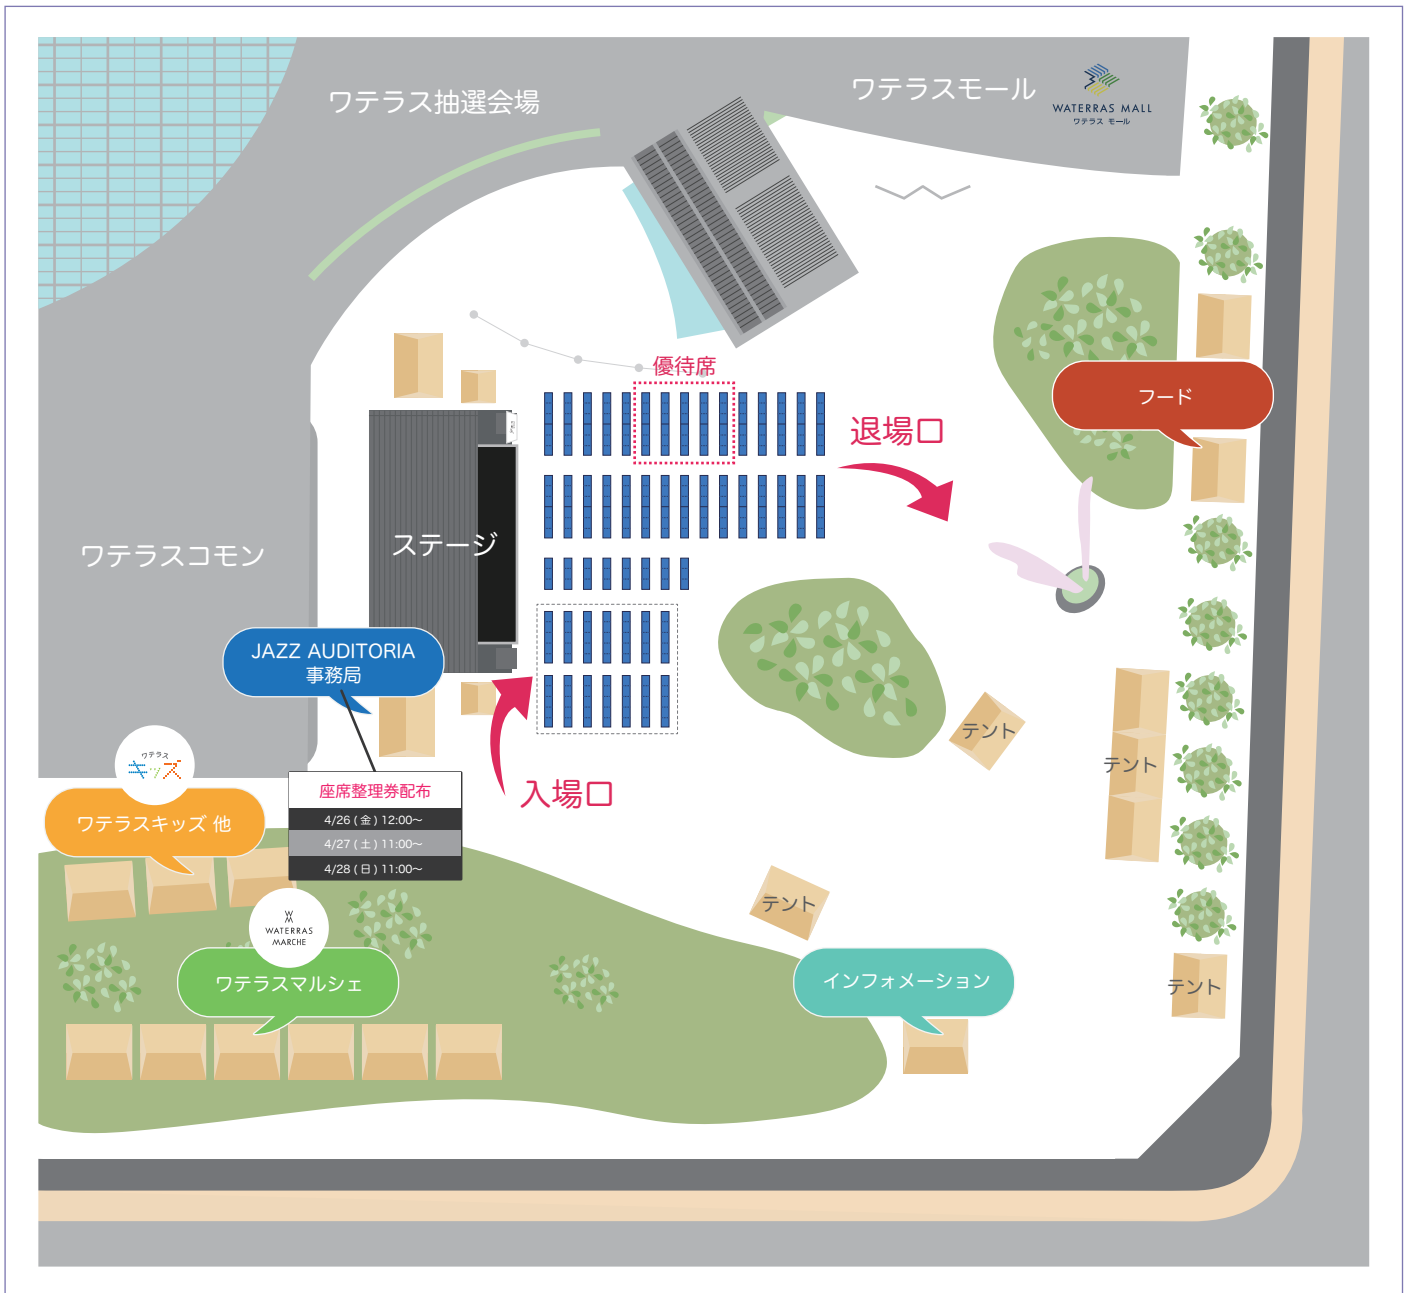 ワテラス抽選会場
ワテラスモール
WATERRAS MALL
ワテラス モール
優待席
退場口
フード
ステージ
ワテラスコモン
JAZZ AUDITORIA
事務局
テント
テント
ワテラス
キッズ
ワテラスキッズ 他
座席整理券配布
4/26 ( 金 ) 12:00〜
4/27 ( 土 ) 11:00〜
4/28 ( 日 ) 11:00〜
入場口
テント
WATERRAS
MARCHE
ワテラスマルシェ
インフォメーション
テント